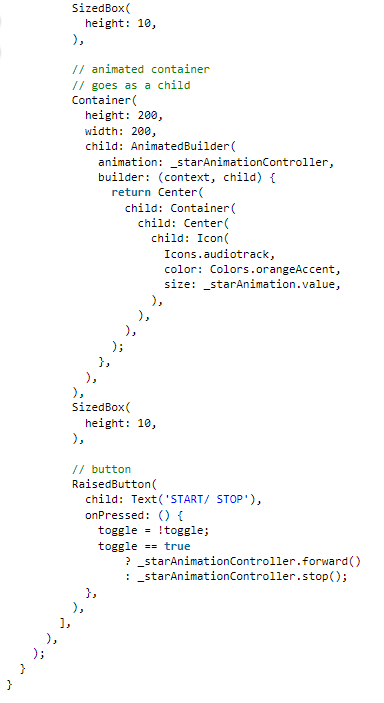 SizedBox(
height: 10,
),
// animated container
// goes as a child
Container(
height: 200,
width: 200,
child: AnimatedBuilder(
animation: _starAnimationController,
builder: (context, child) {
return Center(
child: Container(
child: Center(
child: Icon(
Icons.audiotrack,
color: Colors.orangeAccent,
size: _starAnimation.value,
),
),
),
);
},
),
),
SizedBox(
height: 10,
),
// button
RaisedButton(
child: Text('START/ STOP'),
onPressed: () {
toggle = !toggle;
toggle == true
? _starAnimationController.forward()
: _starAnimationController.stop();
},
),
],
),
);
}
}